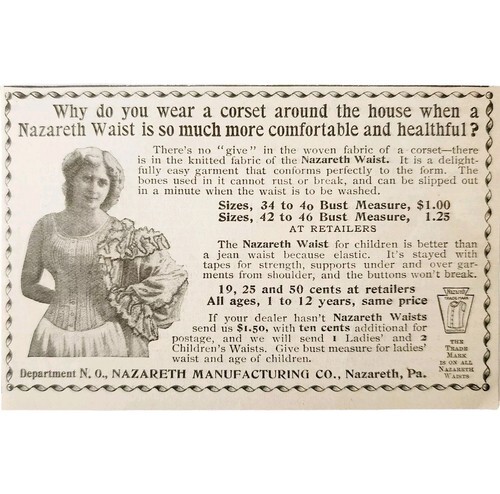 Why do you wear a corset around the house when a
Nazareth Waist is so much more comfortable and healthful?
There's no "give" in the woven fabric of a corset—there
is in the knitted fabric of the Nazareth Waist. It is a delight-
fully easy garment that conforms perfectly to the form. The
bones used in it cannot rust or break, and can be slipped out
in a minute when the waist is to be washed.
Sizes, 34 to 40 Bust Measure, $1.00
Sizes, 42 to 46 Bust Measure, 1.25
AT RETAILERS
The Nazareth Waist for children is better than
a jean waist because elastic. It's stayed with
tapes for strength, supports under and over gar-
ments from shoulder, and the buttons won't break.
19, 25 and 50 cents at retailers
All ages, 1 to 12 years, same price
If your dealer hasn't Nazareth Waists
send us $1.50, with ten cents additional for
postage, and we will send 1 Ladies' and 2
Children's Waists. Give bust measure for ladies'
waist and age of children.
THE
TRADE
MARK
IS ON ALL
NAZARETH
WAISTS
Department N. O., NAZARETH MANUFACTURING CO., Nazareth, Pa.